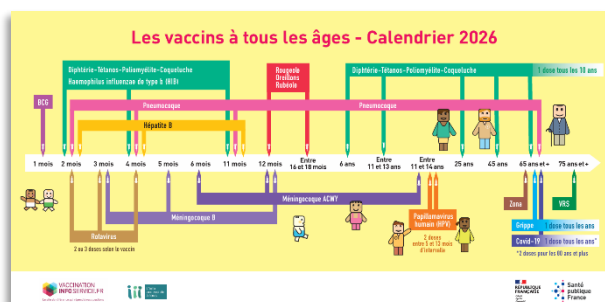 Les vaccins à tous les âges - Calendrier 2026
Diphtérie-Tétanos-Poliomyélite-Coqueluche
Haemophilus influenzae de type b (HIB)
Rougeole
Oreillons
Rubéole
Diphtérie-Tétanos-Poliomyélite-Coqueluche
1 dose tous les 10 ans
BCG
Pneumocoque
Pneumocoque
Hépatite B
1 mois
2 mois
3 mois
4 mois
5 mois
6 mois
11 mois
12 mois
Entre
16 et 18 mois
6 ans
Entre
11 et 13 ans
Entre
11 et 14 ans
25 ans
45 ans
65 ans et +
75 ans et +
Méningocoque ACWY
Méningocoque B
Rotavirus
2 ou 3 doses selon le vaccin
Papillomavirus
humain (HPV)
2 doses
entre 5 et 13 mois
d'intervalle
Zona
VRS
Grippe
1 dose tous les ans
Covid-19
1 dose tous les ans*
*2 doses pour les 80 ans et plus
VACCINATION
INFO SERVICE.FR
RÉPUBLIQUE
FRANÇAISE
Santé
publique
France